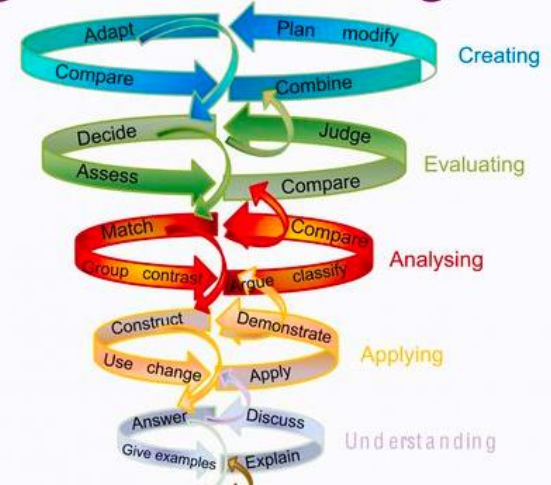 Adapt
Plan modify
Creating
Compare
Combine
Decide
Judge
Evaluating
Assess
Compare
Match
Compare
Analysing
Group contrast
Argue classify
Construct
Demonstrate
Applying
Use change
Apply
Answer
Discuss
Understanding
Give examples
Explain